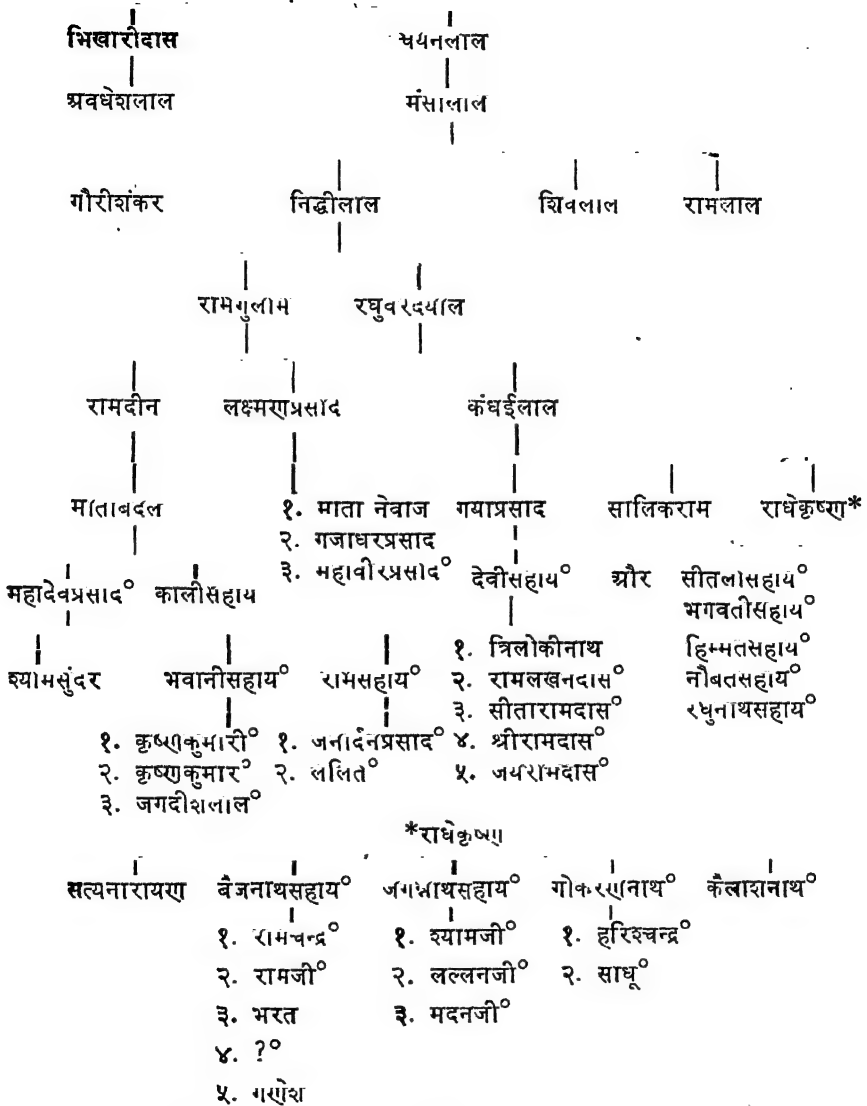 भिखारीदास चयनलाल
अवधेशलाल मंसालाल
गौरीशंकर निद्धीलाल शिवलाल रामलाल
रामगुलाम रघुवरदयाल
रामदीन लक्ष्मणप्रसाद कंधईलाल
माताबदल १. माता नेवाज गयाप्रसाद सालिकराम राधेकृष्ण*
२. गजाधरप्रसाद
महादेवप्रसाद° कालीसहाय ३. महावीरप्रसाद° देवीसहाय° और सीतलासहाय°
भगवतीसहाय°
श्यामसुंदर भवानीसहाय° रामसहाय° १. त्रिलोकीनाथ हिम्मतसहाय°
२. रामलखनदास° नौबतसहाय°
३. सीतारामदास° रघुनाथसहाय°
१. कृष्णकुमारी° १. जनार्दनप्रसाद° ४. श्रीरामदास°
२. कृष्णकुमार° २. ललित° ५. जयरामदास°
३. जगदीशलाल°
*राधेकृष्ण
सत्यनारायण बैजनाथसहाय° जगन्नाथसहाय° गोकरणनाथ° कैलाशनाथ°
१. रामचन्द्र° १. श्यामजी° १. हरिश्चन्द्र°
२. रामजी° २. लल्लनजी° २. साधू°
३. भरत ३. मदनजी°
४. ?°
५. गणेश